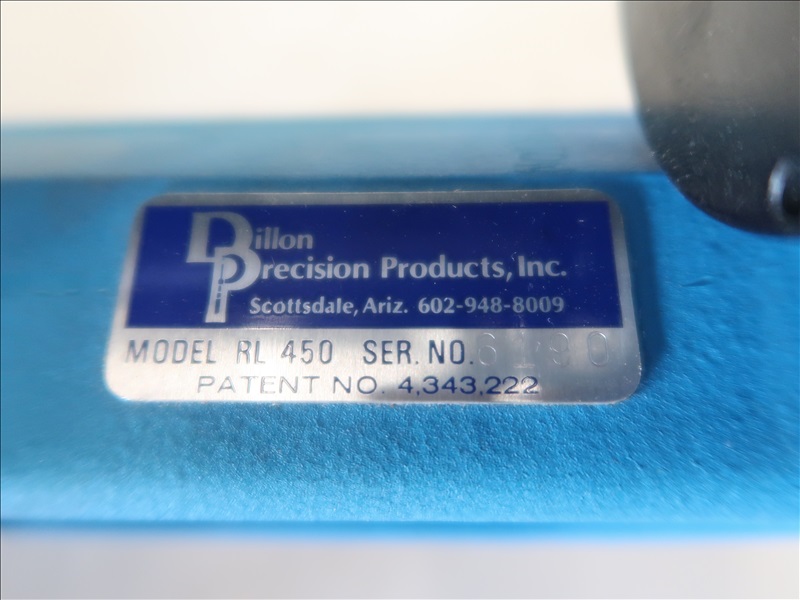 Dillon
Precision Products, Inc.
Scottsdale, Ariz. 602-948-8009
MODEL RL 450 SER. NO.
PATENT NO. 4,343,222